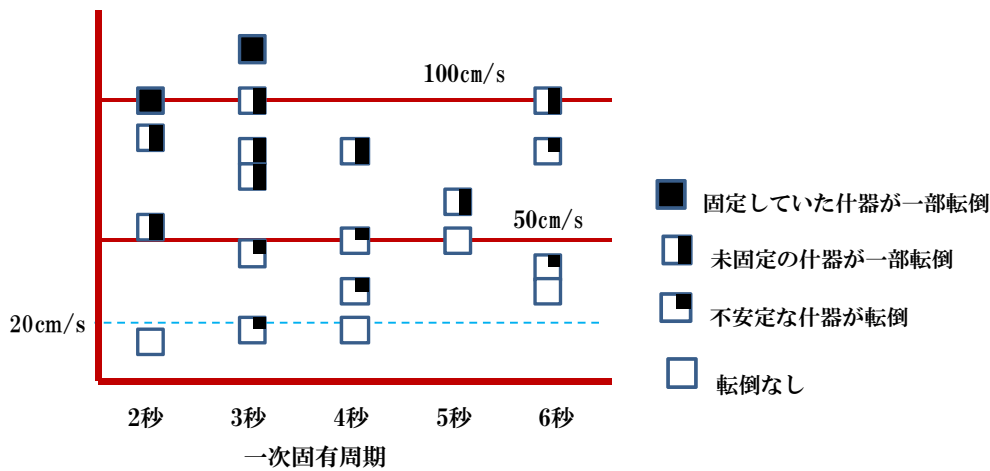 100cm/s
50cm/s
20cm/s
2秒
3秒
4秒
5秒
6秒
一次固有周期
固定していた什器が一部転倒
未固定の什器が一部転倒
不安定な什器が転倒
転倒なし